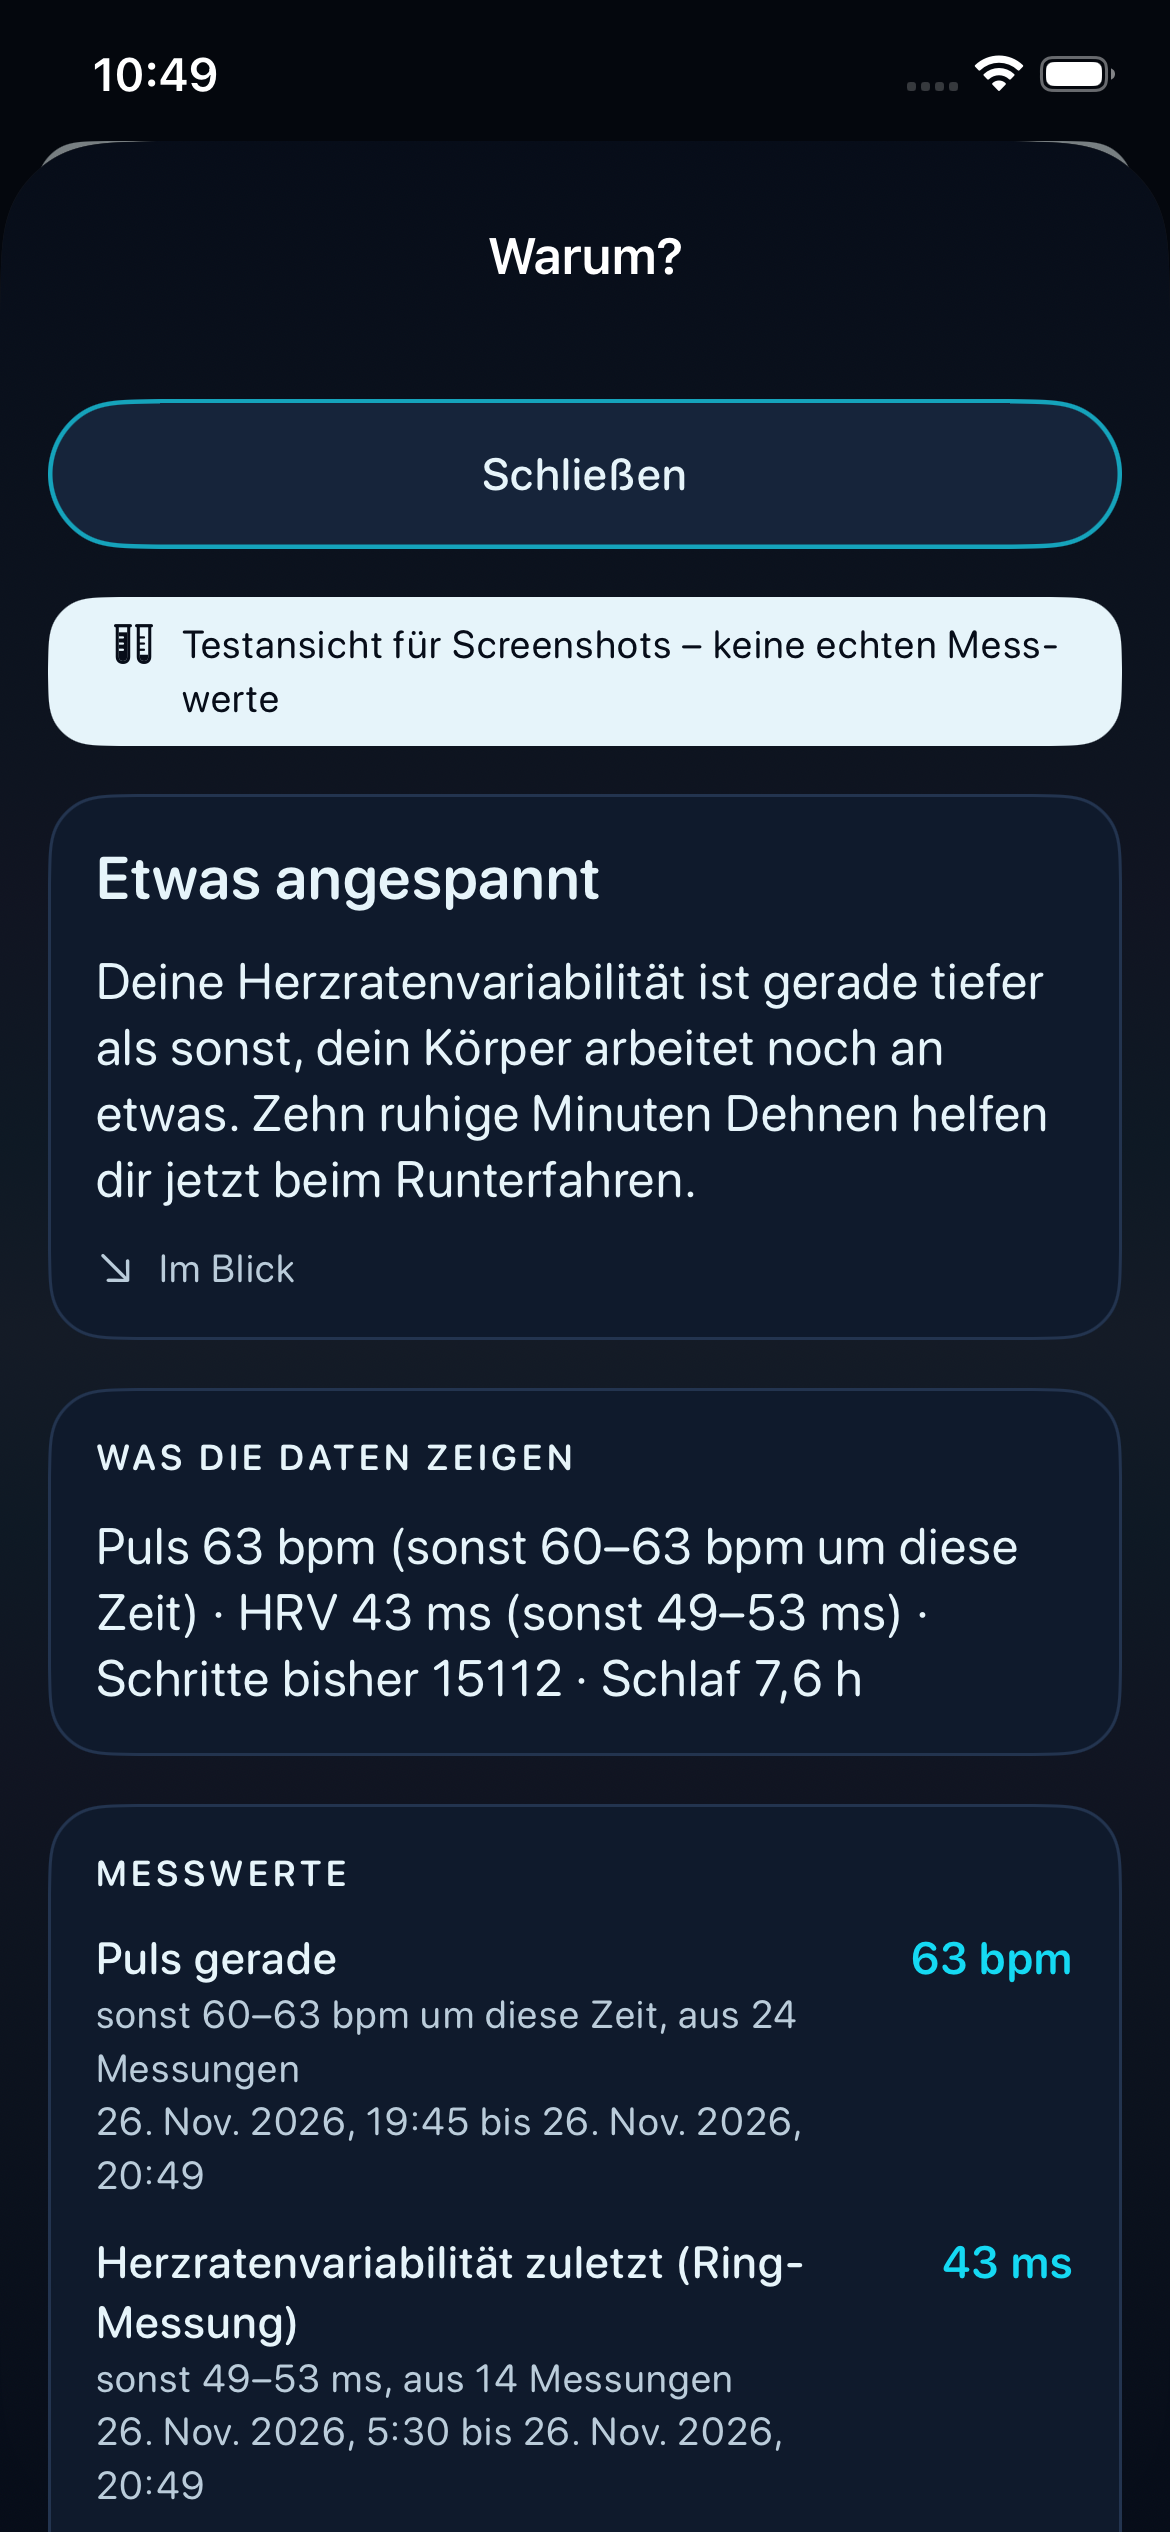 10:49
Warum?
Schließen
Testansicht für Screenshots – keine echten Mess-
werte
Etwas angespannt
Deine Herzratenvariabilität ist gerade tiefer
als sonst, dein Körper arbeitet noch an
etwas. Zehn ruhige Minuten Dehnen helfen
dir jetzt beim Runterfahren.
Im Blick
WAS DIE DATEN ZEIGEN
Puls 63 bpm (sonst 60–63 bpm um diese
Zeit) · HRV 43 ms (sonst 49–53 ms) ·
Schritte bisher 15112 · Schlaf 7,6 h
MESSWERTE
Puls gerade 63 bpm
sonst 60–63 bpm um diese Zeit, aus 24
Messungen
26. Nov. 2026, 19:45 bis 26. Nov. 2026,
20:49
Herzratenvariabilität zuletzt (Ring- 43 ms
Messung)
sonst 49–53 ms, aus 14 Messungen
26. Nov. 2026, 5:30 bis 26. Nov. 2026,
20:49